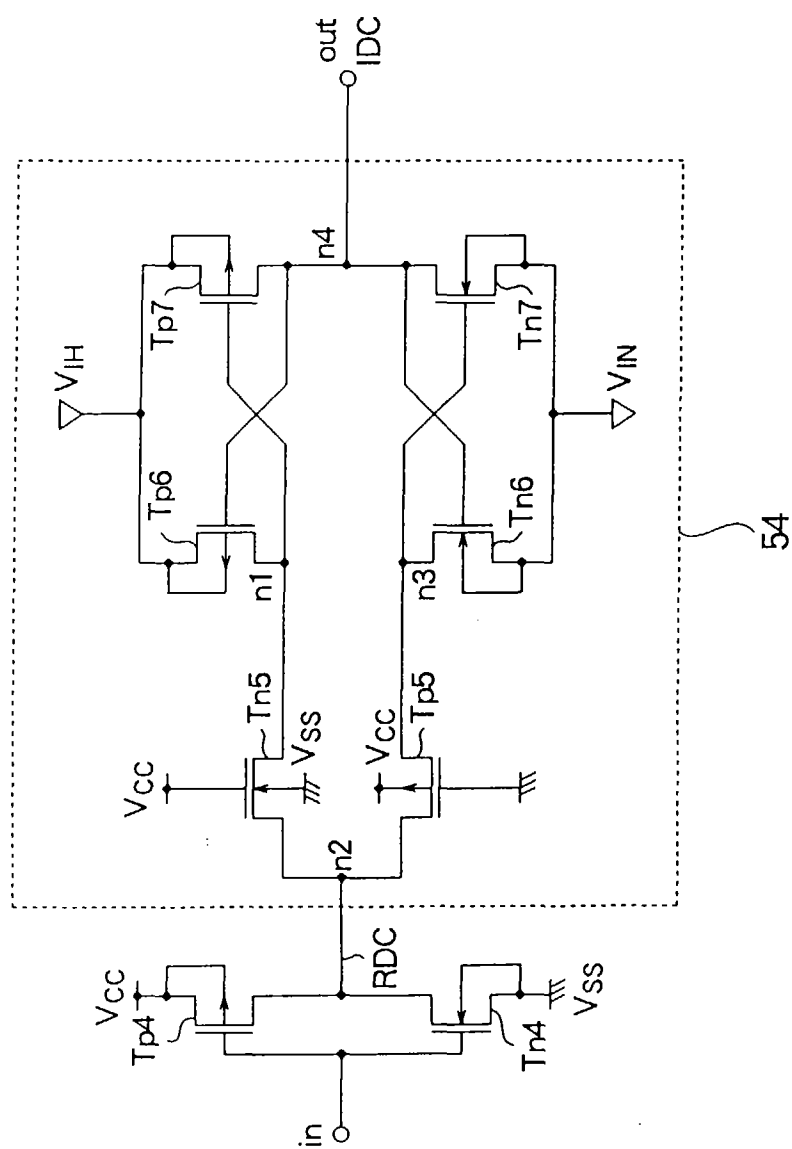 in
VCC
Tp4
RDC
Tn4
VSS
n2
VCC
Tn5
VSS
VCC
Tp5
n1
n3
Tp6
Tn6
VIH
VIN
Tp7
Tn7
n4
out
IDC
54